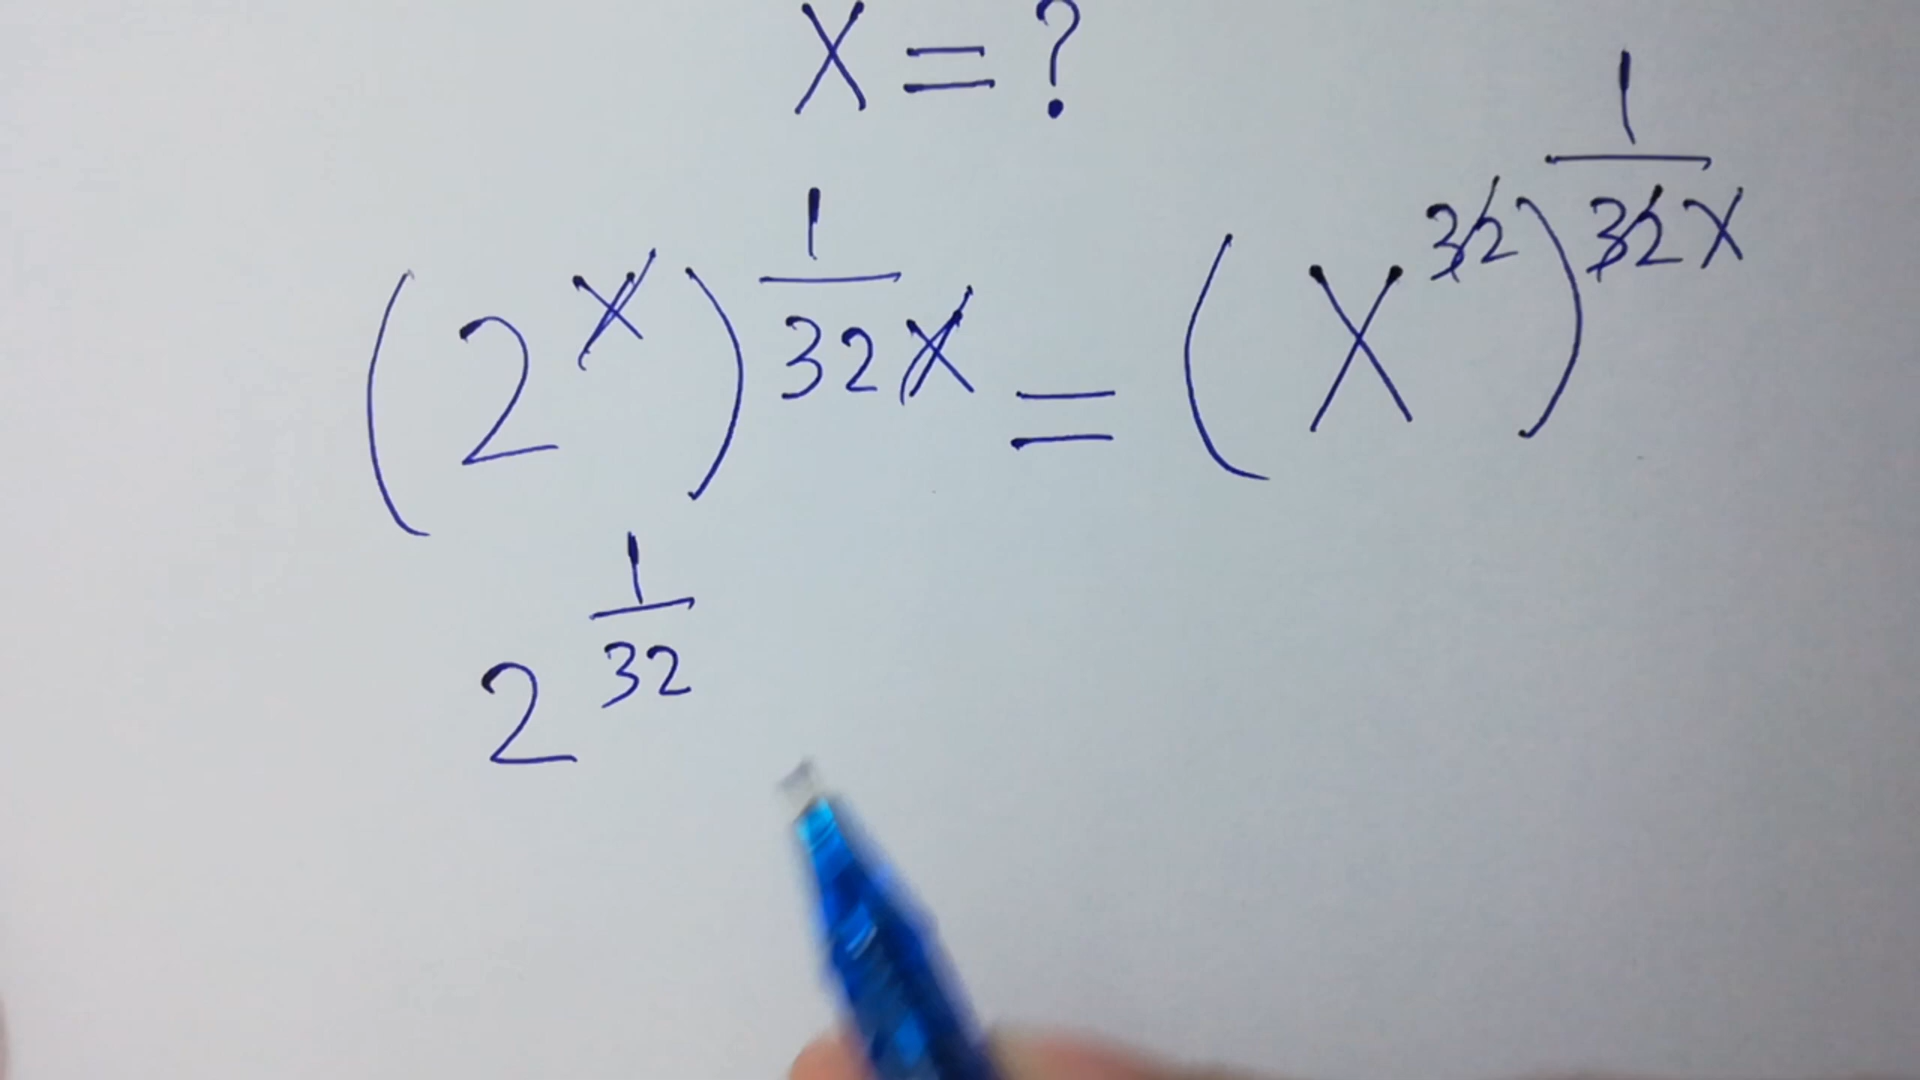 X = ?
(2^x)^(1/32x) = (X^32)^(1/32x)
2^(1/32)